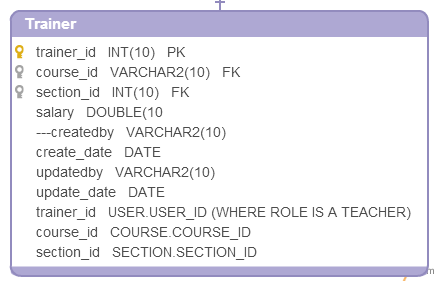 Trainer
trainer_id INT(10) PK
course_id VARCHAR2(10) FK
section_id INT(10) FK
salary DOUBLE(10
---createdby VARCHAR2(10)
create_date DATE
updatedby VARCHAR2(10)
update_date DATE
trainer_id USER.USER_ID (WHERE ROLE IS A TEACHER)
course_id COURSE.COURSE_ID
section_id SECTION.SECTION_ID